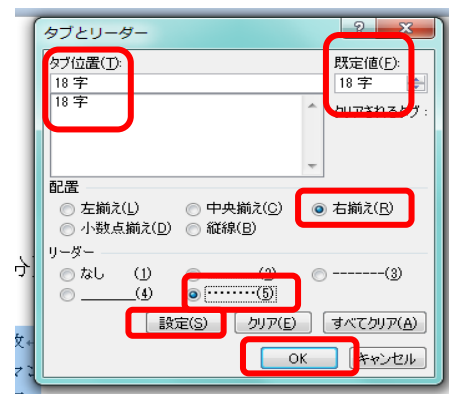 タブとリーダー
タブ位置(T): 既定値(F):
18 字 18 字
18 字
クリアされるタブ :
配置
左揃え(L) 中央揃え(C) 右揃え(R)
小数点揃え(D) 縦線(B)
リーダー
なし (1) ………(2) -------(3)
______(4) ………(5)
設定(S) クリア(E) すべてクリア(A)
OK キャンセル